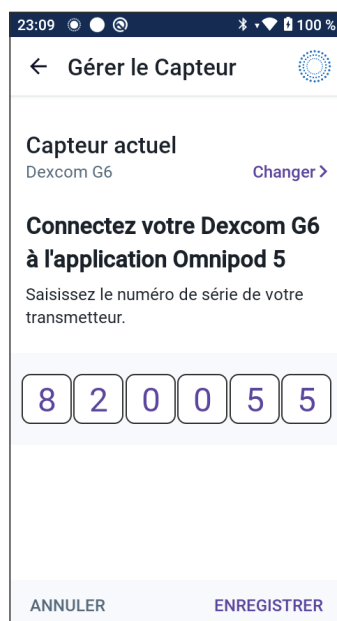 23:09 100 %
Gérer le Capteur
Capteur actuel
Dexcom G6 Changer >
Connectez votre Dexcom G6
à l'application Omnipod 5
Saisissez le numéro de série de votre
transmetteur.
8 2 0 0 5 5
ANNULER ENREGISTRER